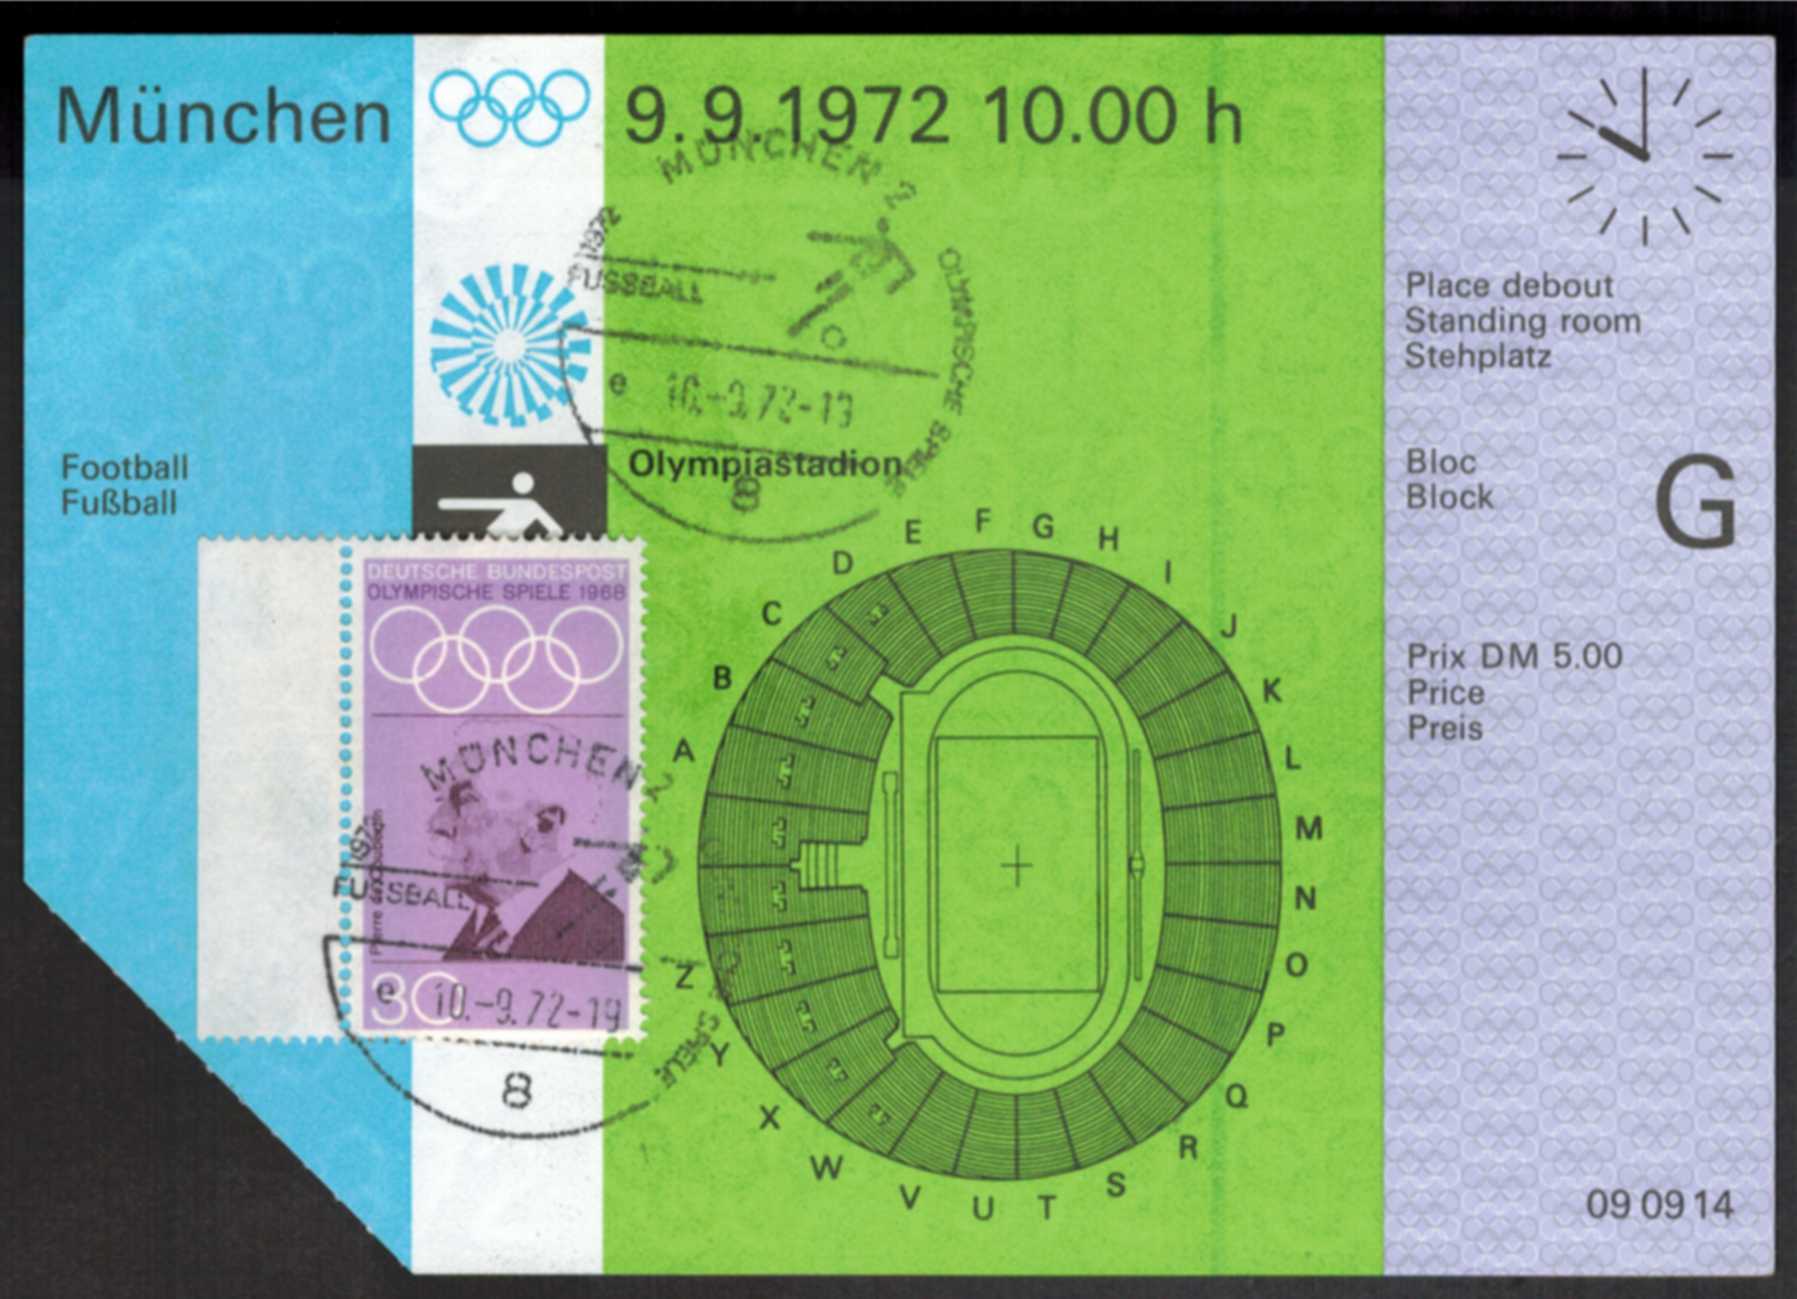 München
9.9.1972 10.00 h
MÜNCHEN 2
1972
FUSSBALL
OLYMPISCHE SPIELE
e 10.-9.72-19
8
Place debout
Standing room
Stehplatz
Football
Fußball
Olympiastadion
Bloc
Block
G
Prix DM 5.00
Price
Preis
DEUTSCHE BUNDESPOST
OLYMPISCHE SPIELE 1968
Pierre de Coubertin
30
MÜNCHEN 2
1972
FUSSBALL
SPIELE
e 10.-9.72-19
8
A
B
C
D
E
F
G
H
I
J
K
L
M
N
O
P
Q
R
S
T
U
V
W
X
Y
Z
09 09 14